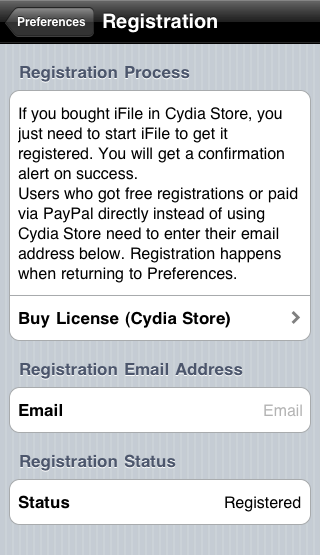 Preferences
Registration
Registration Process
If you bought iFile in Cydia Store, you
just need to start iFile to get it
registered. You will get a confirmation
alert on success.
Users who got free registrations or paid
via PayPal directly instead of using
Cydia Store need to enter their email
address below. Registration happens
when returning to Preferences.
Buy License (Cydia Store)
Registration Email Address
Email Email
Registration Status
Status Registered